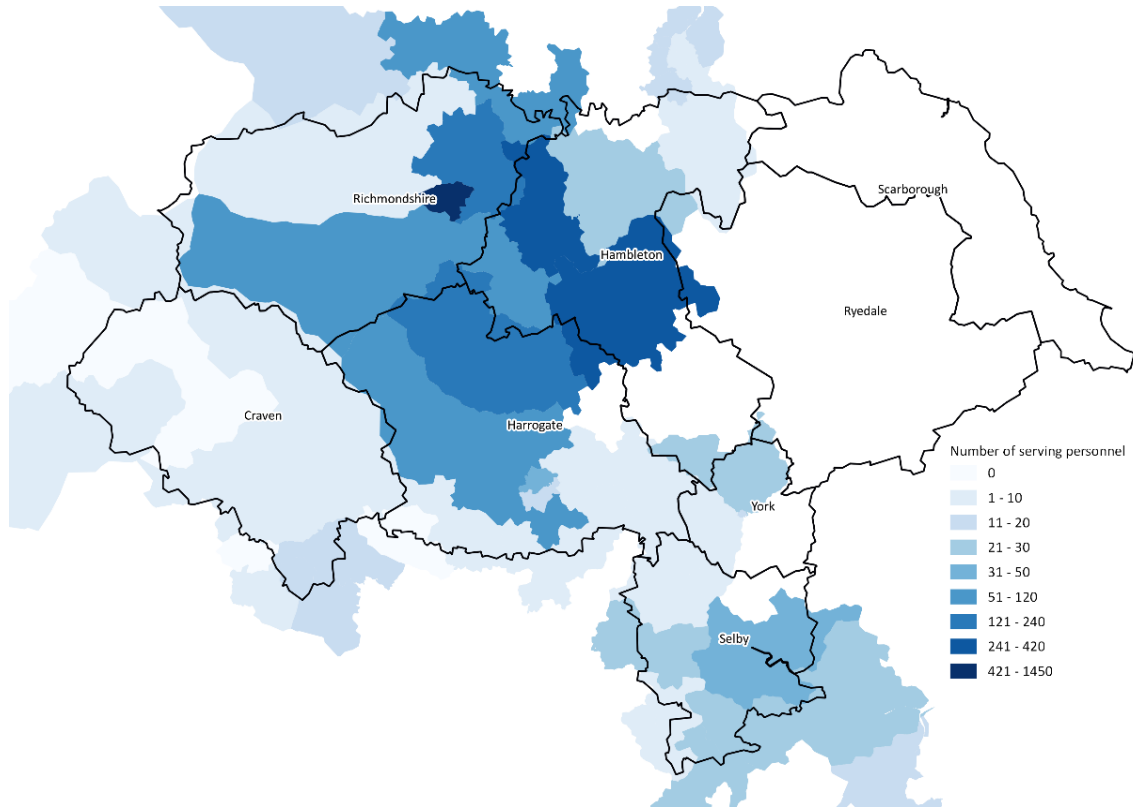 Scarborough
Richmondshire
Hambleton
Ryedale
Craven
Harrogate
York
Selby
Number of serving personnel
0
1 - 10
11 - 20
21 - 30
31 - 50
51 - 120
121 - 240
241 - 420
421 - 1450